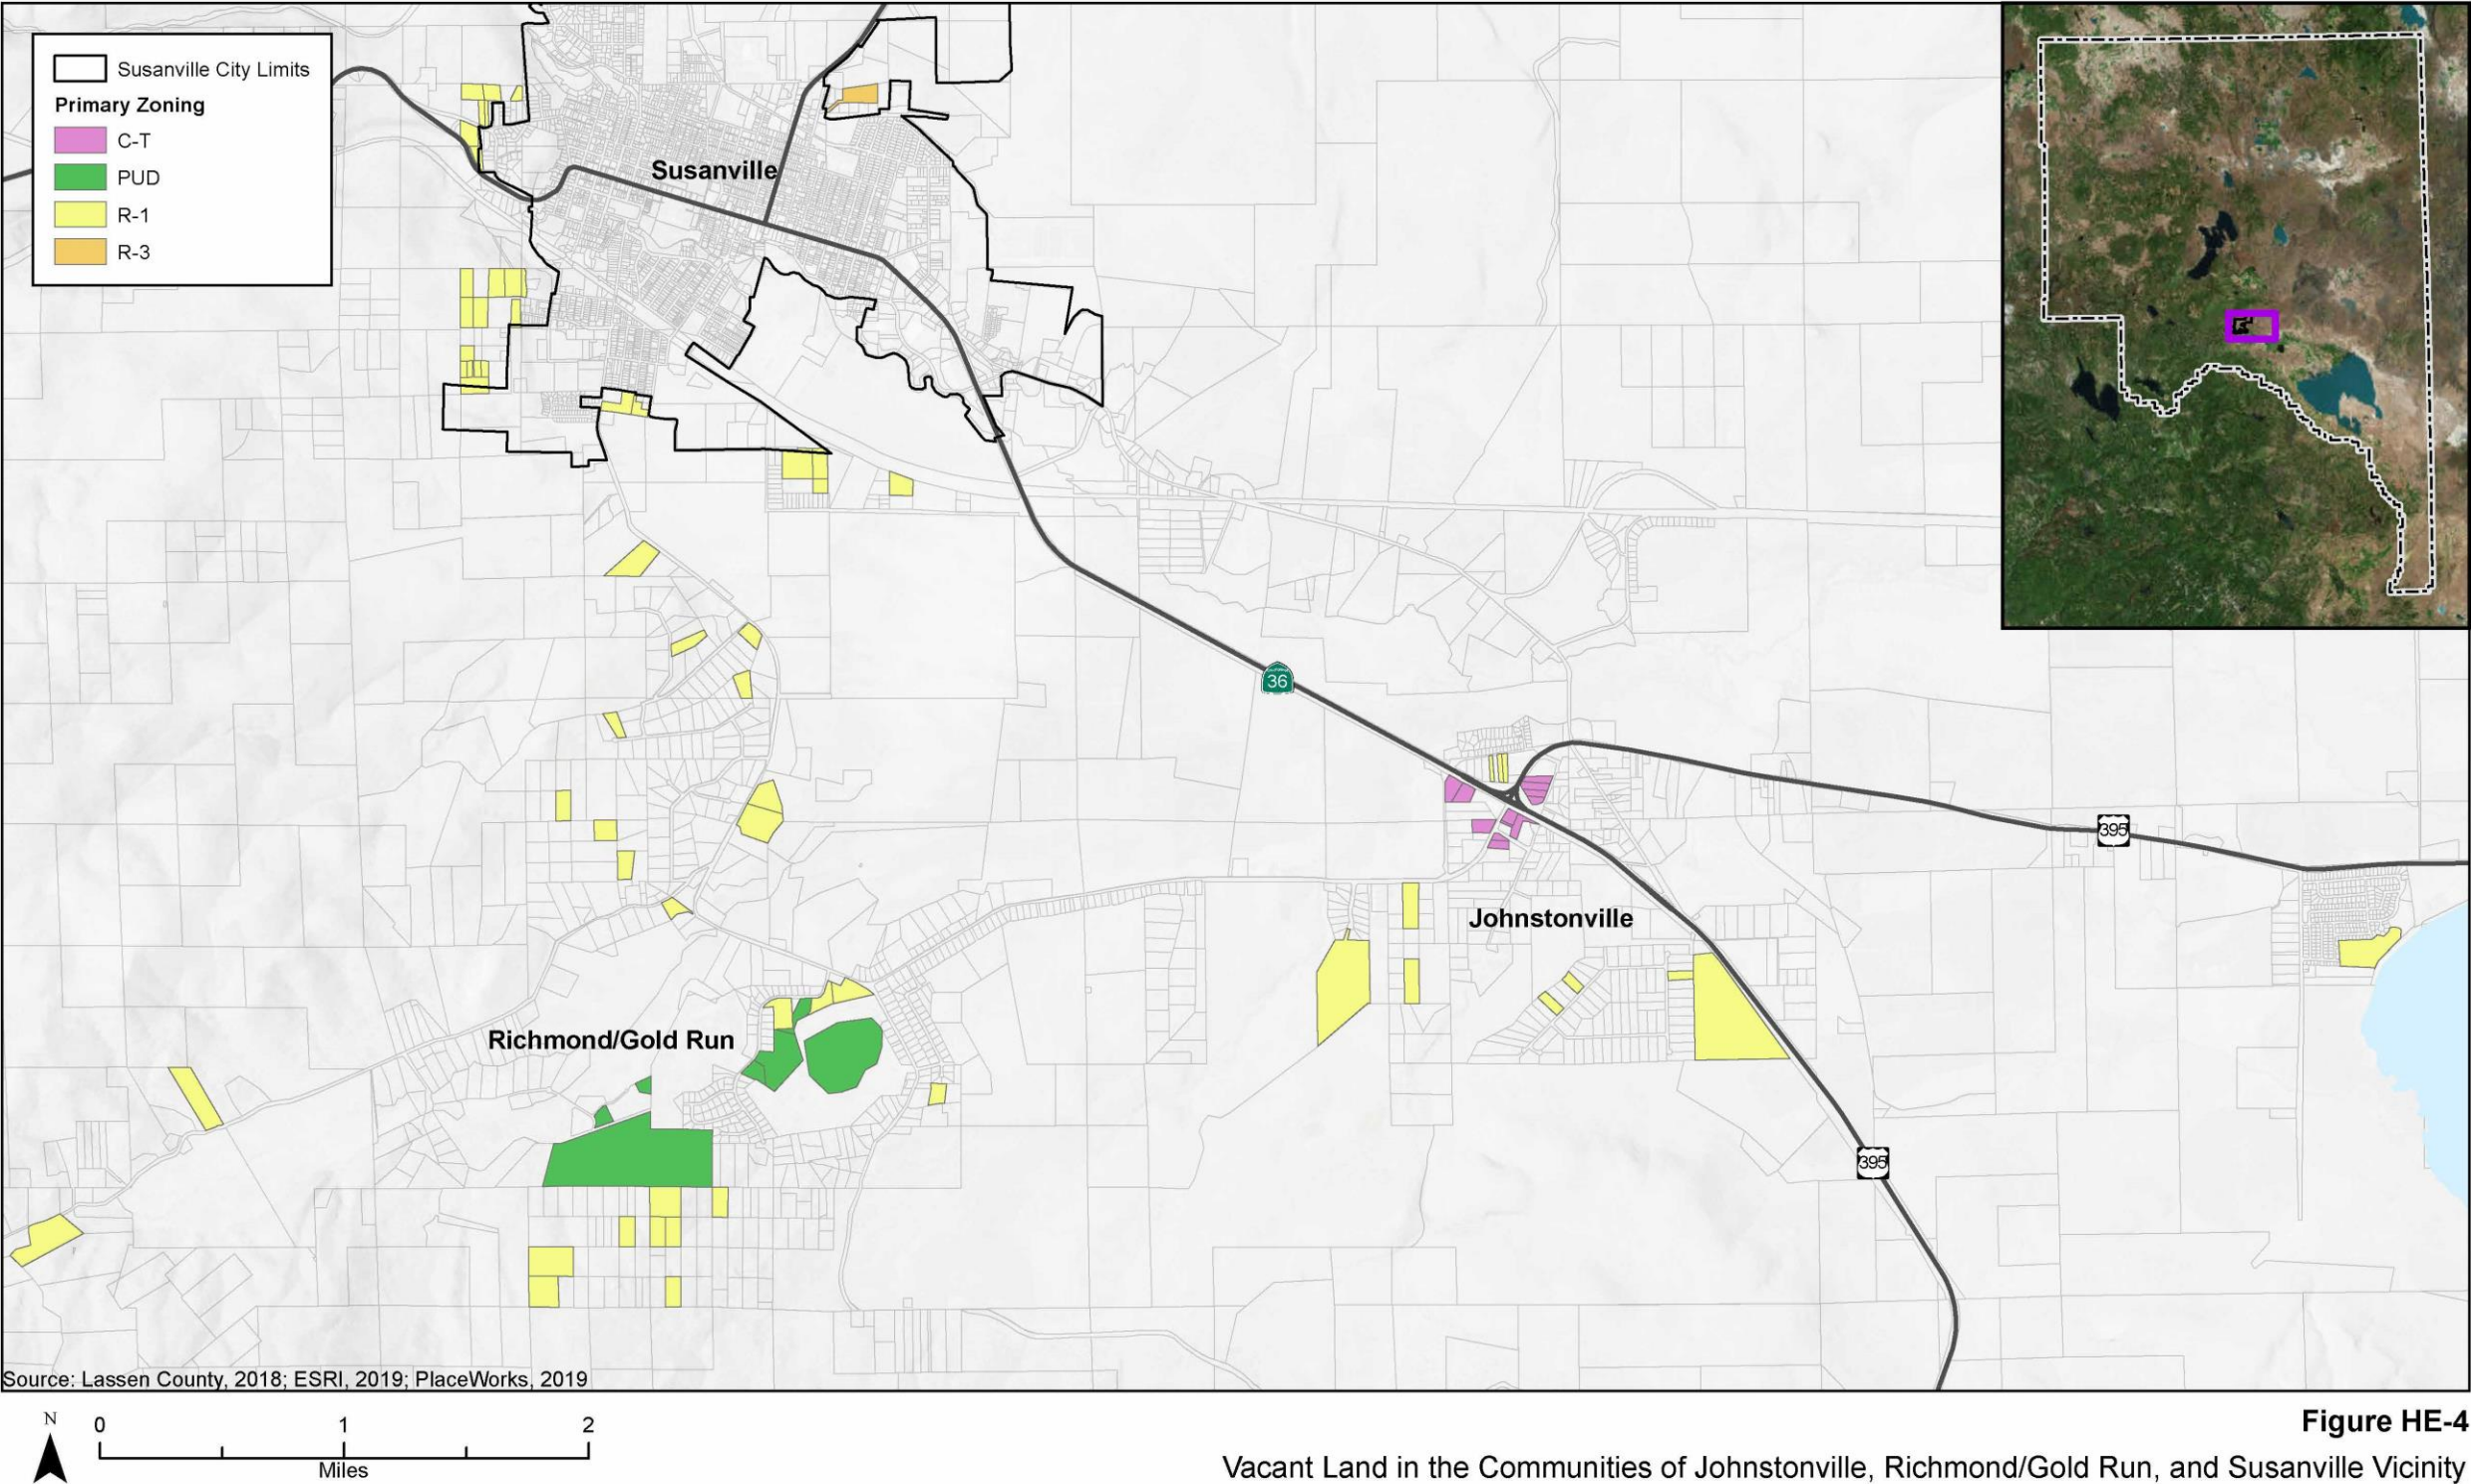 Susanville City Limits
Primary Zoning
C-T
PUD
R-1
R-3
Susanville
36
395
Johnstonville
Richmond/Gold Run
395
Source: Lassen County, 2018; ESRI, 2019; PlaceWorks, 2019
N
0 1 2
Miles
Figure HE-4
Vacant Land in the Communities of Johnstonville, Richmond/Gold Run, and Susanville Vicinity